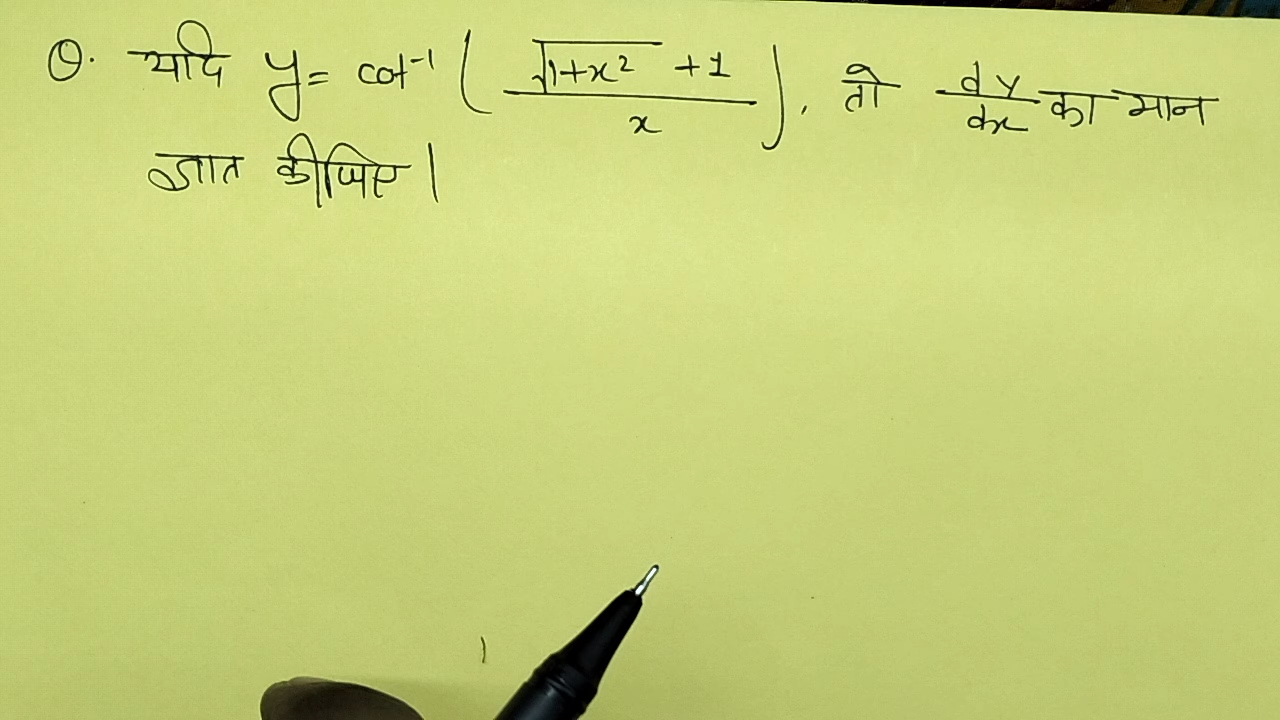 Q. यदि y = cot⁻¹ ( (√(1+x²) + 1) / x ), तो dy/dx का मान
ज्ञात कीजिए।